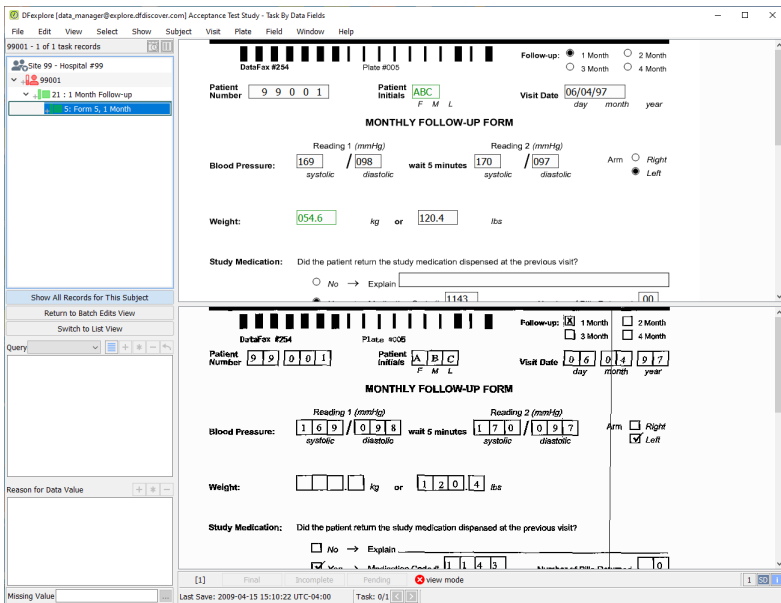 DFexplore [data_manager@explore.dfdiscover.com] Acceptance Test Study - Task By Data Fields
File Edit View Select Show Subject Visit Plate Field Window Help
99001 - 1 of 1 task records
Site 99 - Hospital #99
99001
21 : 1 Month Follow-up
5: Form 5, 1 Month
Show All Records for This Subject
Return to Batch Edits View
Switch to List View
Query
Reason for Data Value
Missing Value
DataFax #254 Plate #005 Follow-up: 1 Month 2 Month
3 Month 4 Month
Patient Number 9 9 0 0 1 Patient Initials ABC Visit Date 06/04/97
F M L day month year
MONTHLY FOLLOW-UP FORM
Reading 1 (mmHg) Reading 2 (mmHg)
Blood Pressure: 169 / 098 wait 5 minutes 170 / 097 Arm Right
systolic diastolic systolic diastolic Left
Weight: 054.6 kg or 120.4 lbs
Study Medication: Did the patient return the study medication dispensed at the previous visit?
No → Explain
1143 00
DataFax #254 Plate #005 Follow-up: X 1 Month 2 Month
3 Month 4 Month
Patient Number 9 9 0 0 1 Patient Initials A B C Visit Date 0 6 0 4 9 7
F M L day month year
MONTHLY FOLLOW-UP FORM
Reading 1 (mmHg) Reading 2 (mmHg)
Blood Pressure: 1 6 9 / 0 9 8 wait 5 minutes 1 7 0 / 0 9 7 Arm Right
systolic diastolic systolic diastolic Left
Weight: kg or 1 2 0 . 4 lbs
Study Medication: Did the patient return the study medication dispensed at the previous visit?
No → Explain
Yes → Medication Code # 1 1 4 3 Number of Pills Returned 0
[1] Final Incomplete Pending view mode 1 SD I
Last Save: 2009-04-15 15:10:22 UTC-04:00 Task: 0/1